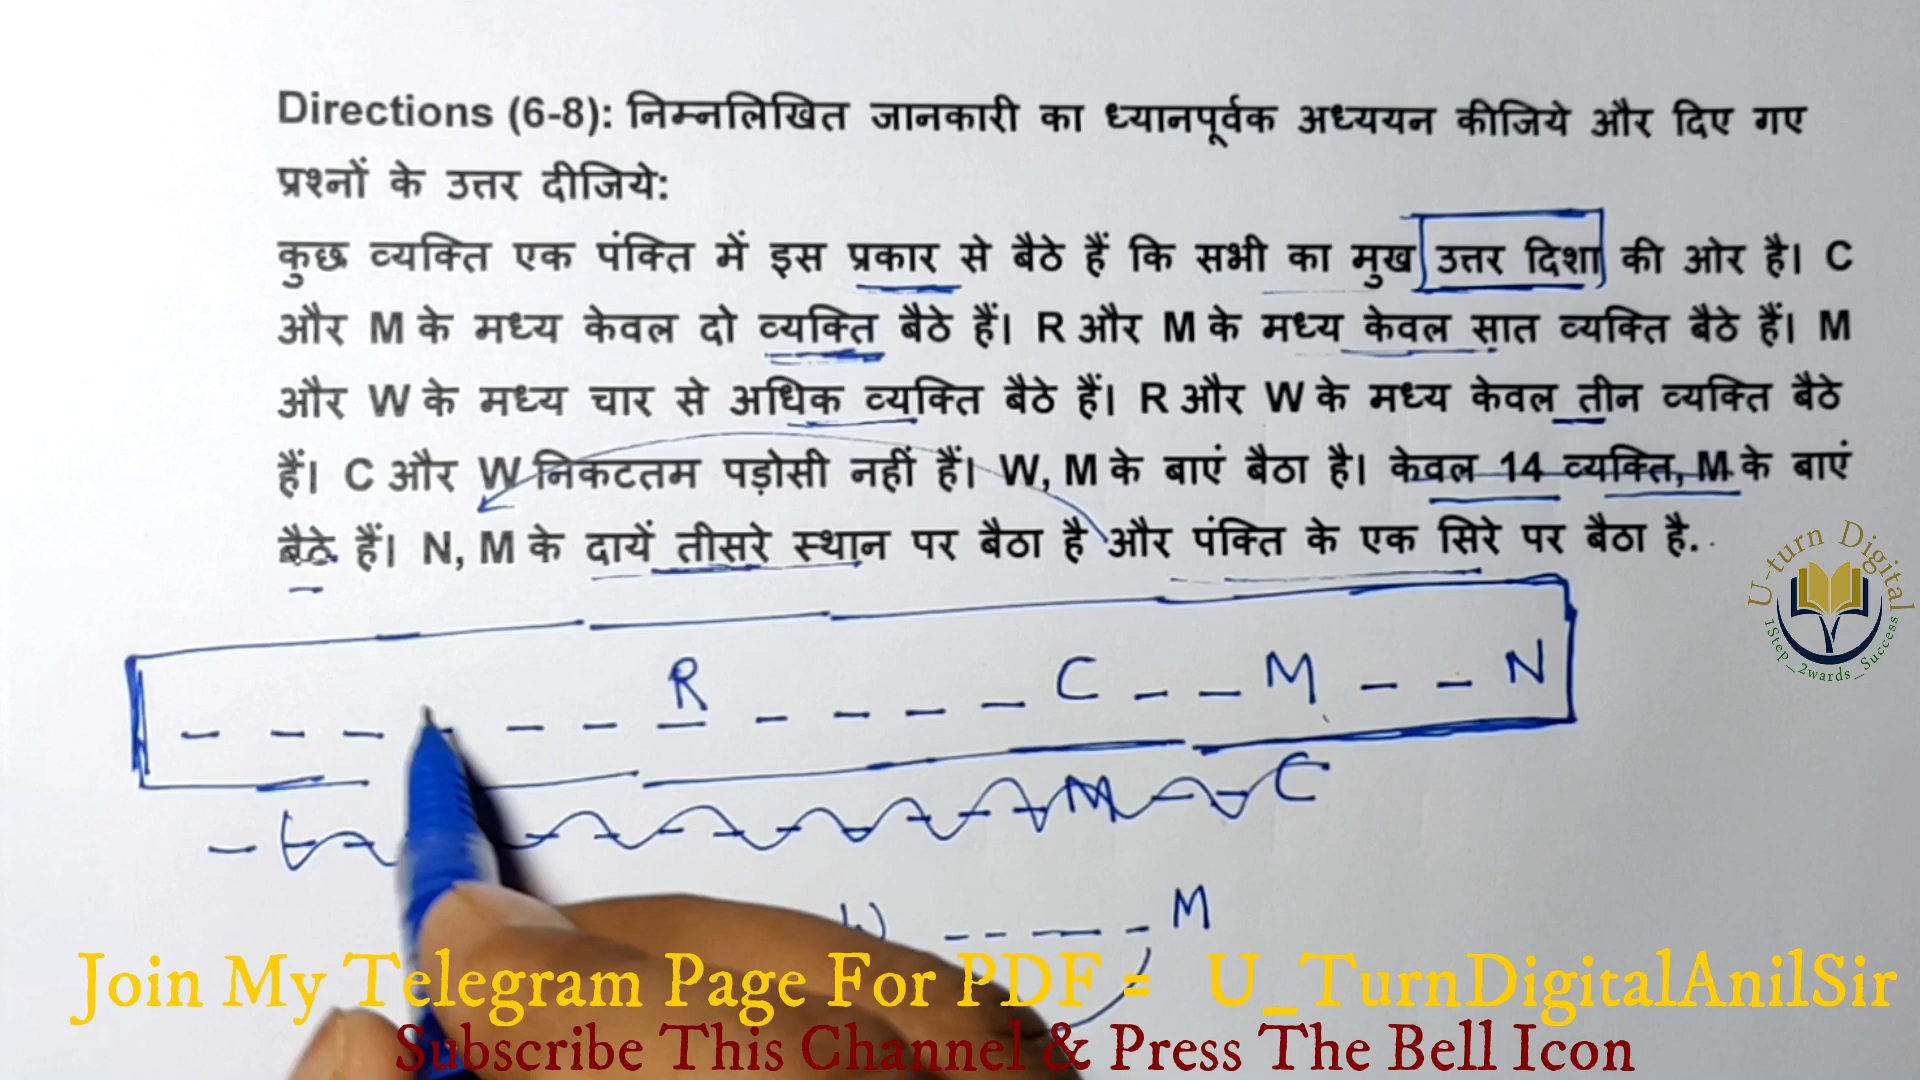 Directions (6-8): निम्नलिखित जानकारी का ध्यानपूर्वक अध्ययन कीजिये और दिए गए
प्रश्नों के उत्तर दीजिये:
कुछ व्यक्ति एक पंक्ति में इस प्रकार से बैठे हैं कि सभी का मुख उत्तर दिशा की ओर है। C
और M के मध्य केवल दो व्यक्ति बैठे हैं। R और M के मध्य केवल सात व्यक्ति बैठे हैं। M
और W के मध्य चार से अधिक व्यक्ति बैठे हैं। R और W के मध्य केवल तीन व्यक्ति बैठे
हैं। C और W निकटतम पड़ोसी नहीं हैं। W, M के बाएं बैठा है। केवल 14 व्यक्ति, M के बाएं
बैठे हैं। N, M के दायें तीसरे स्थान पर बैठा है और पंक्ति के एक सिरे पर बैठा है.
U-turn Digital
1Step_2wards_Success
R C M N
M C
W M
Join My Telegram Page For PDF = U_TurnDigitalAnilSir
Subscribe This Channel & Press The Bell Icon